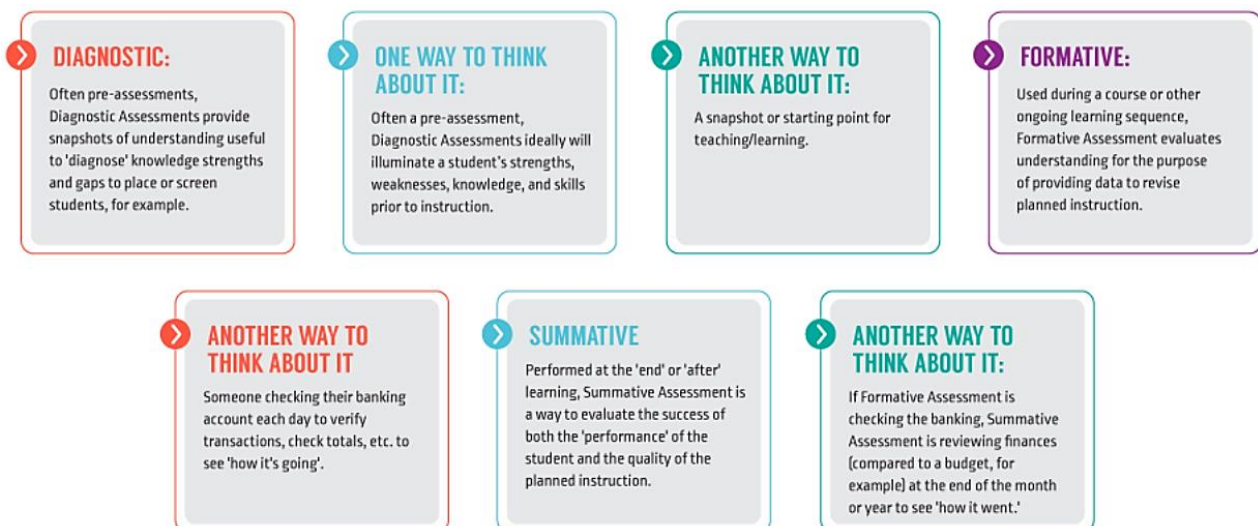 DIAGNOSTIC:
Often pre-assessments,
Diagnostic Assessments provide
snapshots of understanding useful
to 'diagnose' knowledge strengths
and gaps to place or screen
students, for example.
ONE WAY TO THINK
ABOUT IT:
Often a pre-assessment,
Diagnostic Assessments ideally will
illuminate a student's strengths,
weaknesses, knowledge, and skills
prior to instruction.
ANOTHER WAY TO
THINK ABOUT IT:
A snapshot or starting point for
teaching/learning.
FORMATIVE:
Used during a course or other
ongoing learning sequence,
Formative Assessment evaluates
understanding for the purpose
of providing data to revise
planned instruction.
ANOTHER WAY TO
THINK ABOUT IT
Someone checking their banking
account each day to verify
transactions, check totals, etc. to
see 'how it's going'.
SUMMATIVE
Performed at the 'end' or 'after'
learning, Summative Assessment is
a way to evaluate the success of
both the 'performance' of the
student and the quality of the
planned instruction.
ANOTHER WAY TO
THINK ABOUT IT:
If Formative Assessment is
checking the banking, Summative
Assessment is reviewing finances
(compared to a budget, for
example) at the end of the month
or year to see 'how it went.'